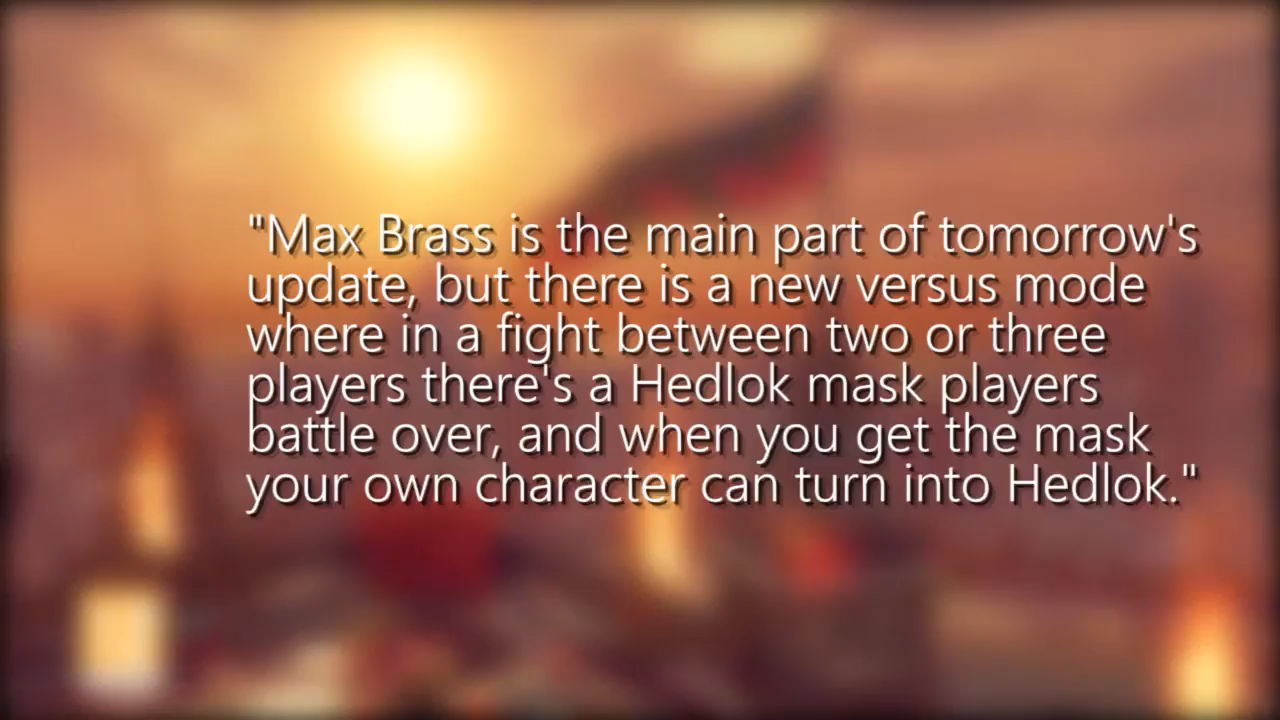 "Max Brass is the main part of tomorrow's
update, but there is a new versus mode
where in a fight between two or three
players there's a Hedlok mask players
battle over, and when you get the mask
your own character can turn into Hedlok."